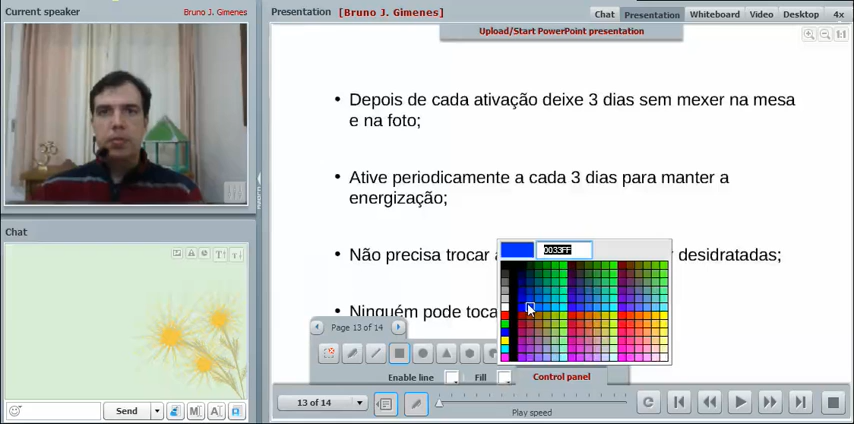 Current speaker
Bruno J. Gimenes
Presentation [Bruno J. Gimenes]
Chat Presentation Whiteboard Video Desktop 4x
Upload/Start PowerPoint presentation
1:1
• Depois de cada ativação deixe 3 dias sem mexer na mesa
e na foto;
• Ative periodicamente a cada 3 dias para manter a
energização;
0033FF
• Não precisa trocar desidratadas;
• Ninguém pode toca
Chat
Page 13 of 14
Enable line Fill Control panel
Send
13 of 14
Play speed